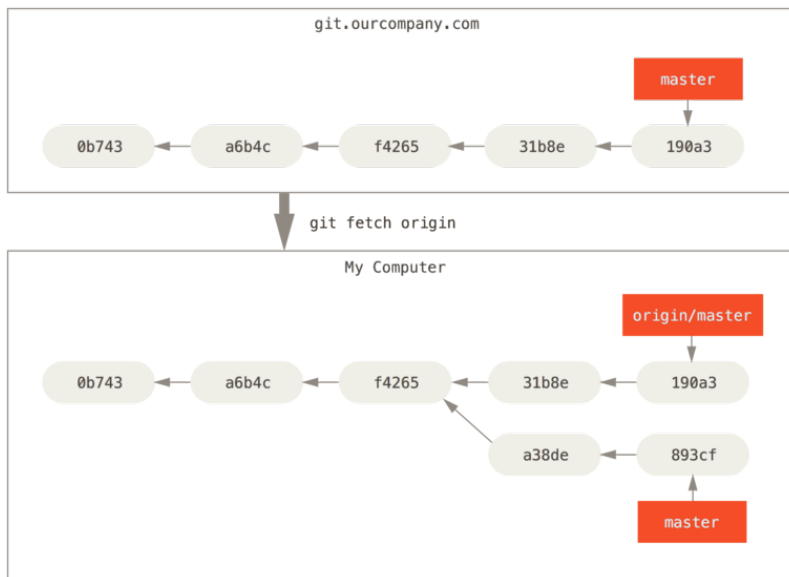 git.ourcompany.com
master
0b743 a6b4c f4265 31b8e 190a3
git fetch origin
My Computer
origin/master
0b743 a6b4c f4265 31b8e 190a3
a38de 893cf
master